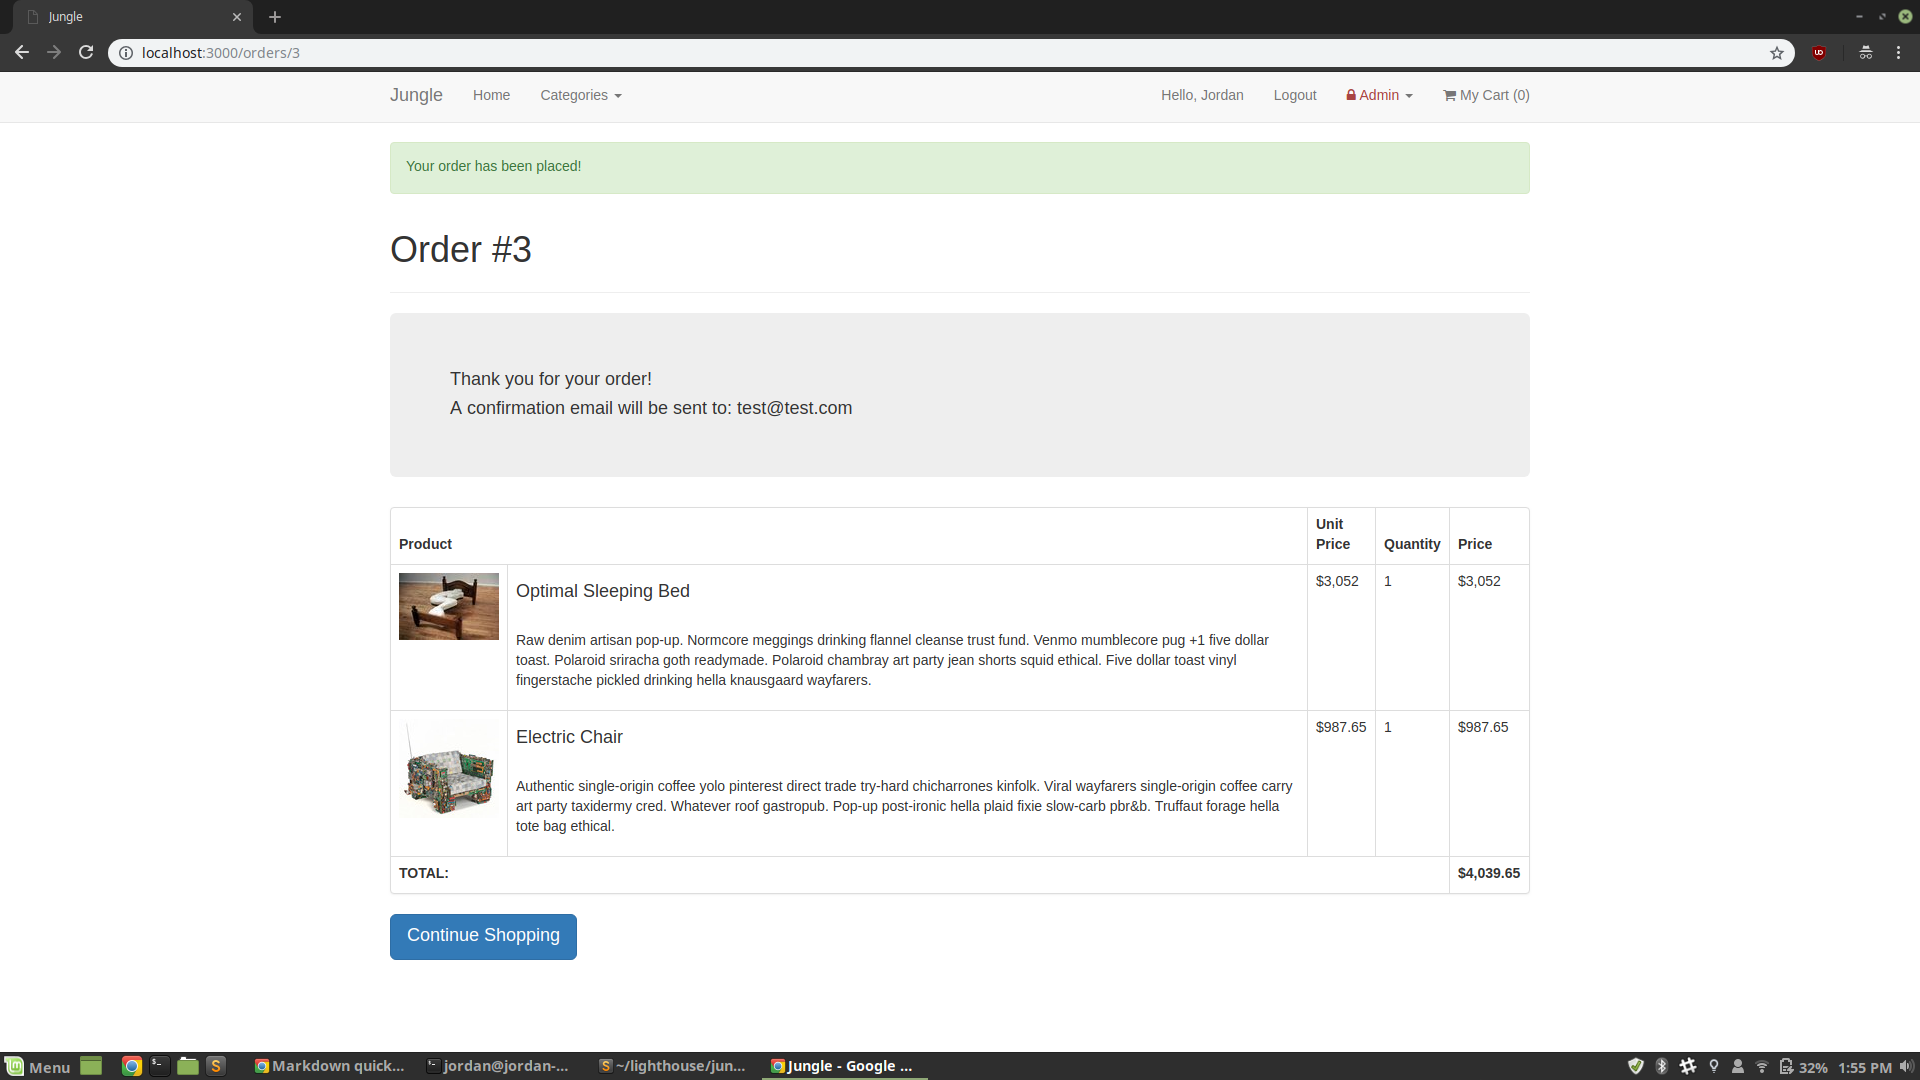 Jungle
localhost:3000/orders/3
Jungle Home Categories Hello, Jordan Logout Admin My Cart (0)
Your order has been placed!
Order #3
Thank you for your order!
A confirmation email will be sent to: test@test.com
Product Unit Price Quantity Price
Optimal Sleeping Bed $3,052 1 $3,052
Raw denim artisan pop-up. Normcore meggings drinking flannel cleanse trust fund. Venmo mumblecore pug +1 five dollar
toast. Polaroid sriracha goth readymade. Polaroid chambray art party jean shorts squid ethical. Five dollar toast vinyl
fingerstache pickled drinking hella knausgaard wayfarers.
Electric Chair $987.65 1 $987.65
Authentic single-origin coffee yolo pinterest direct trade try-hard chicharrones kinfolk. Viral wayfarers single-origin coffee carry
art party taxidermy cred. Whatever roof gastropub. Pop-up post-ironic hella plaid fixie slow-carb pbr&b. Truffaut forage hella
tote bag ethical.
TOTAL: $4,039.65
Continue Shopping
Menu Markdown quick... jordan@jordan-... ~/lighthouse/jun... Jungle - Google ... 32% 1:55 PM